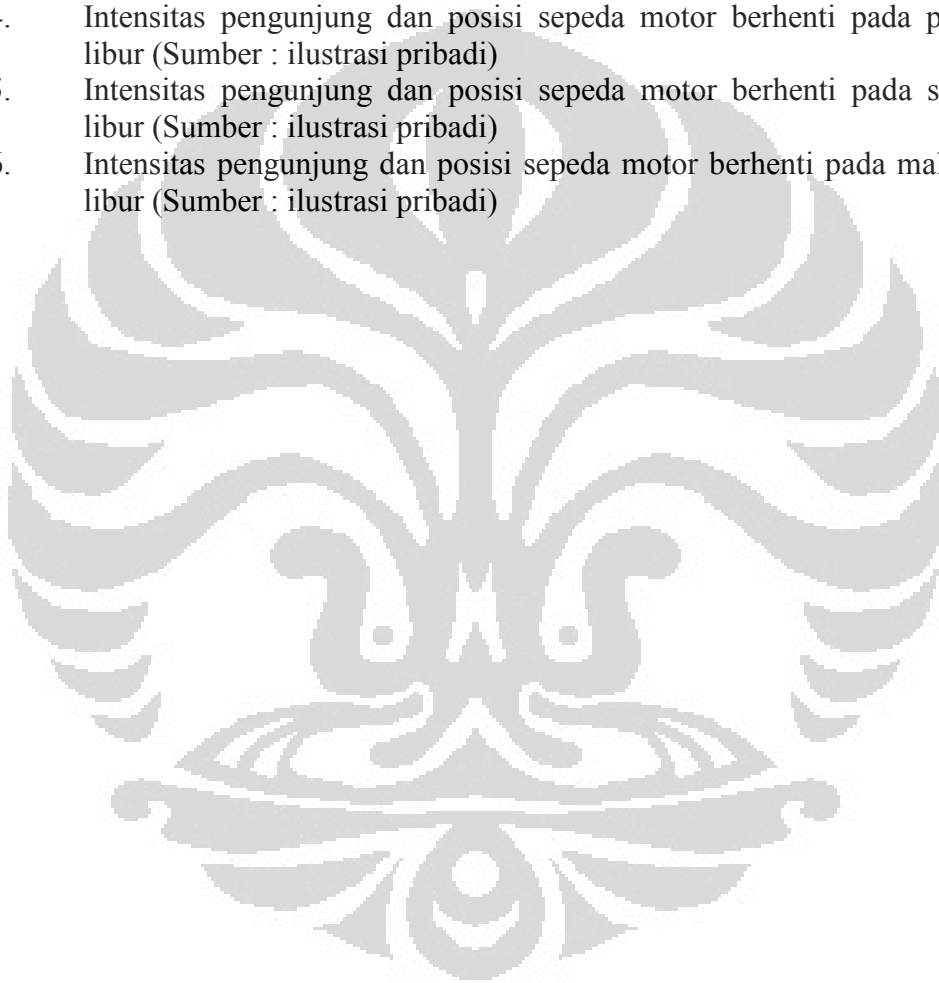 Intensitas pengunjung dan posisi sepeda motor berhenti pada
libur (Sumber : ilustrasi pribadi)
Intensitas pengunjung dan posisi sepeda motor berhenti pada
libur (Sumber : ilustrasi pribadi)
Intensitas pengunjung dan posisi sepeda motor berhenti pada
libur (Sumber : ilustrasi pribadi)